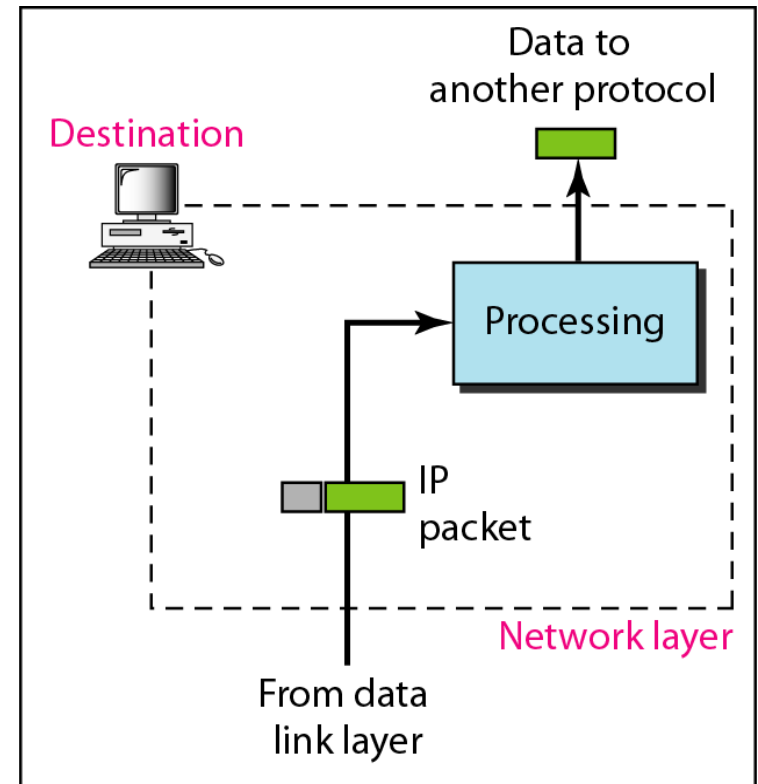 Data to
another protocol
Destination
Processing
IP
packet
Network layer
From data
link layer